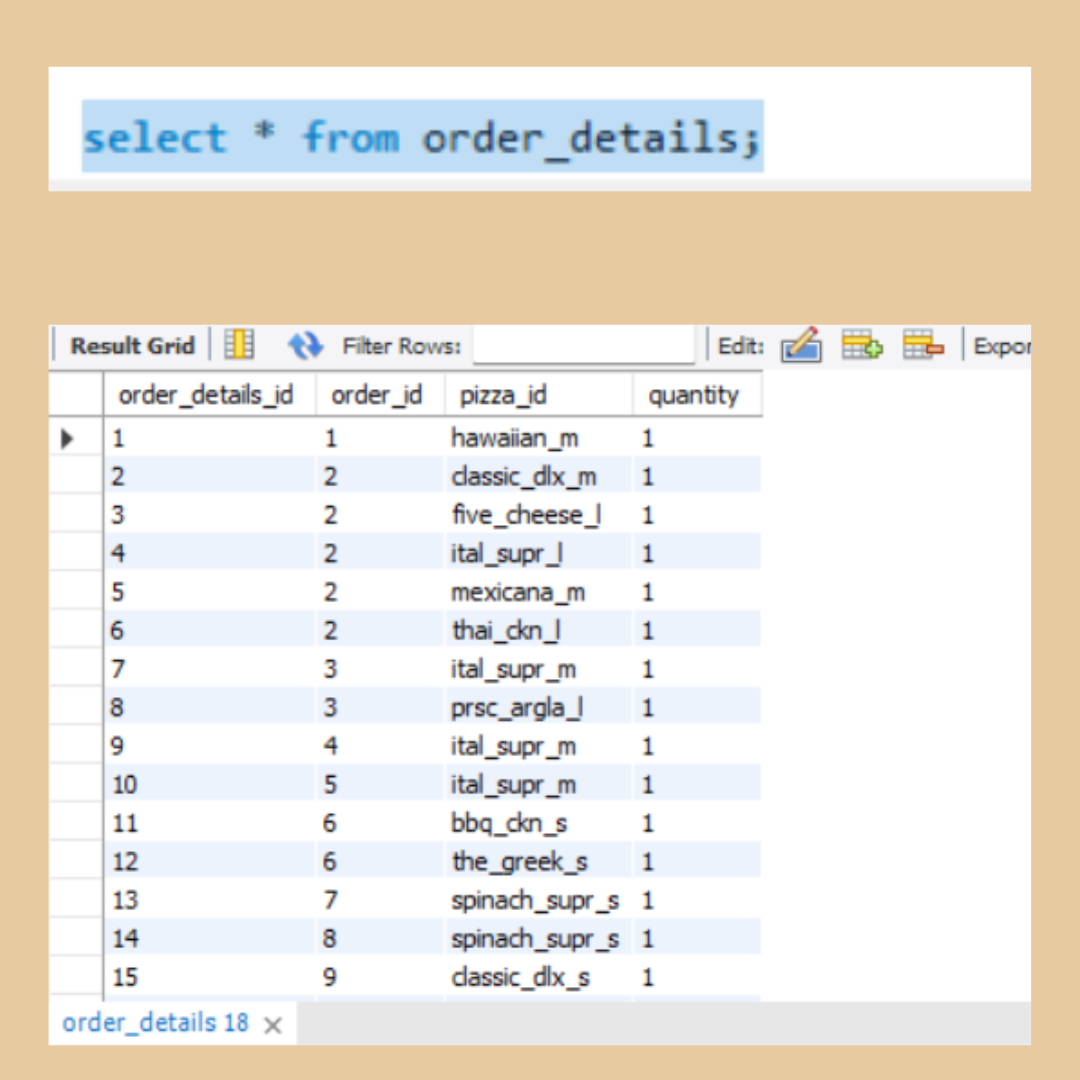 select * from order_details;
Result Grid Filter Rows: Edit: Expor
order_details_id order_id pizza_id quantity
1 1 hawaiian_m 1
2 2 classic_dlx_m 1
3 2 five_cheese_l 1
4 2 ital_supr_l 1
5 2 mexicana_m 1
6 2 thai_ckn_l 1
7 3 ital_supr_m 1
8 3 prsc_argla_l 1
9 4 ital_supr_m 1
10 5 ital_supr_m 1
11 6 bbq_ckn_s 1
12 6 the_greek_s 1
13 7 spinach_supr_s 1
14 8 spinach_supr_s 1
15 9 classic_dlx_s 1
order_details 18